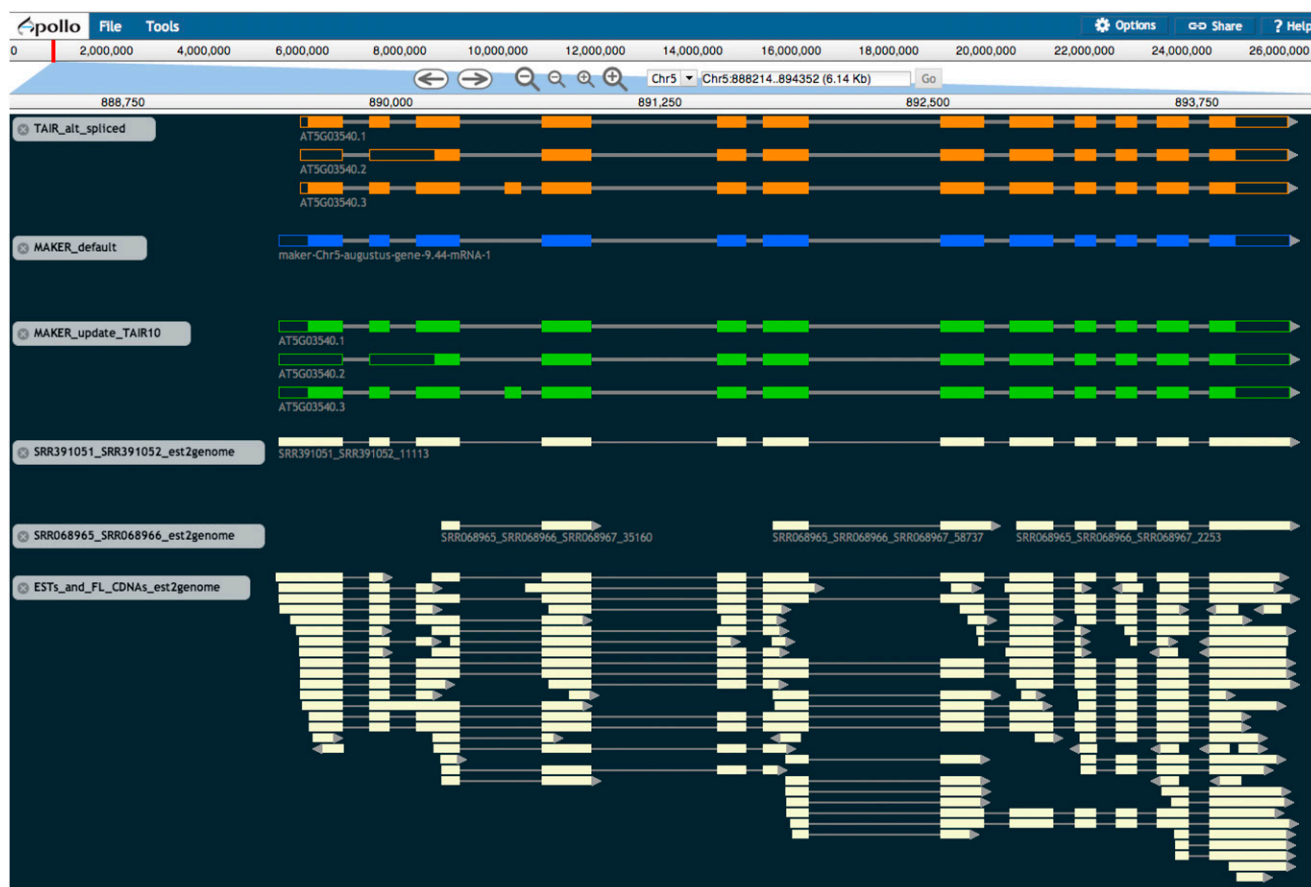 Apollo File Tools Options Share ? Help
0 2,000,000 4,000,000 6,000,000 8,000,000 10,000,000 12,000,000 14,000,000 16,000,000 18,000,000 20,000,000 22,000,000 24,000,000 26,000,000
Chr5 Chr5:888214..894352 (6.14 Kb) Go
888,750 890,000 891,250 892,500 893,750
TAIR_alt_spliced
AT5G03540.1
AT5G03540.2
AT5G03540.3
MAKER_default
maker-Chr5-augustus-gene-9.44-mRNA-1
MAKER_update_TAIR10
AT5G03540.1
AT5G03540.2
AT5G03540.3
SRR391051_SRR391052_est2genome
SRR391051_SRR391052_11113
SRR068965_SRR068966_est2genome
SRR068965_SRR068966_SRR068967_35160 SRR068965_SRR068966_SRR068967_58737 SRR068965_SRR068966_SRR068967_2253
ESTs_and_FL_CDNAs_est2genome